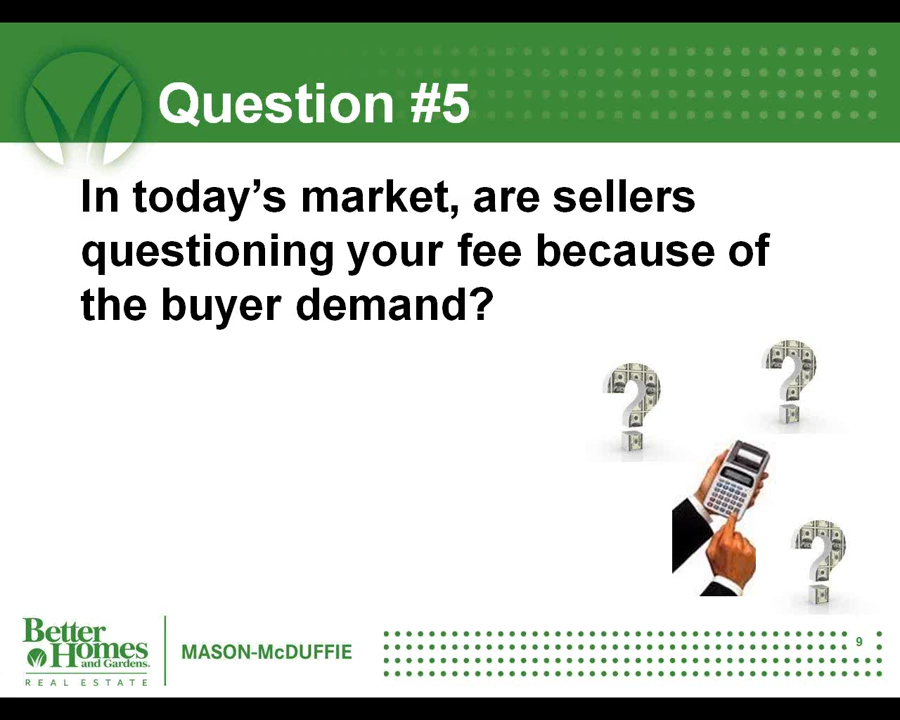 Question #5
In today’s market, are sellers
questioning your fee because of
the buyer demand?
Better
Homes
and Gardens.
REAL ESTATE
MASON-McDUFFIE
9